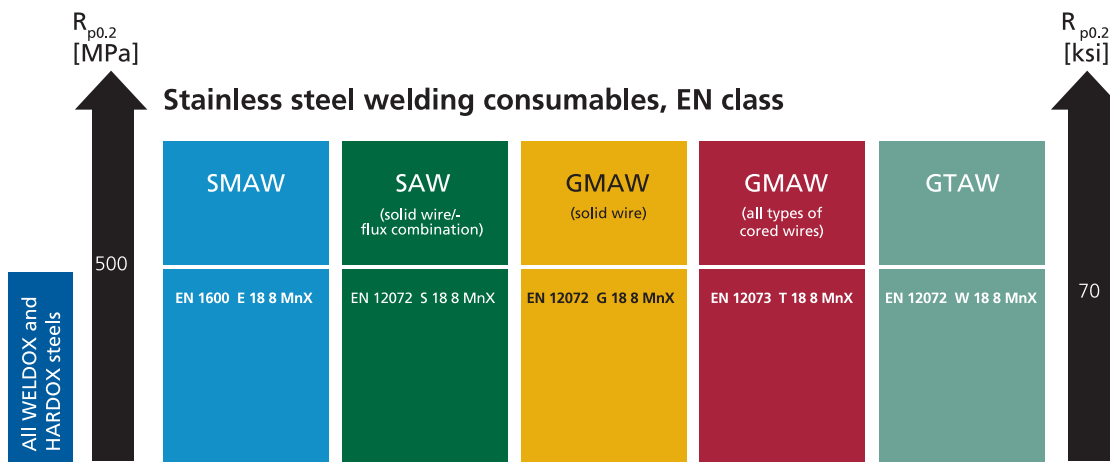 R p0.2
[MPa]
R p0.2
[ksi]
Stainless steel welding consumables, EN class
SMAW
SAW
(solid wire/-
flux combination)
GMAW
(solid wire)
GMAW
(all types of
cored wires)
GTAW
500
70
All WELDOX and
HARDOX steels
EN 1600 E 18 8 MnX
EN 12072 S 18 8 MnX
EN 12072 G 18 8 MnX
EN 12073 T 18 8 MnX
EN 12072 W 18 8 MnX